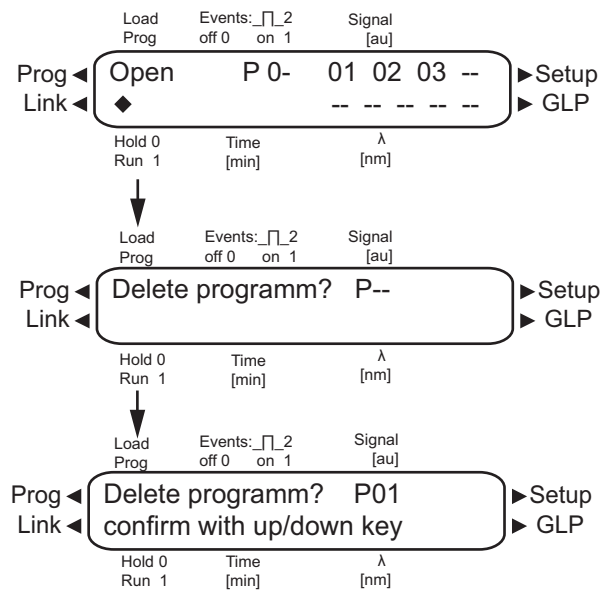 Load Events:_∏_2 Signal
Prog off 0 on 1 [au]
Prog ◄ Open P 0- 01 02 03 -- ►Setup
Link ◄ ◆ -- -- -- -- -- ► GLP
Hold 0 Time λ
Run 1 [min] [nm]
Load Events:_∏_2 Signal
Prog off 0 on 1 [au]
Prog ◄ Delete programm? P-- ►Setup
Link ◄ ► GLP
Hold 0 Time λ
Run 1 [min] [nm]
Load Events:_∏_2 Signal
Prog off 0 on 1 [au]
Prog ◄ Delete programm? P01 ►Setup
Link ◄ confirm with up/down key ► GLP
Hold 0 Time λ
Run 1 [min] [nm]